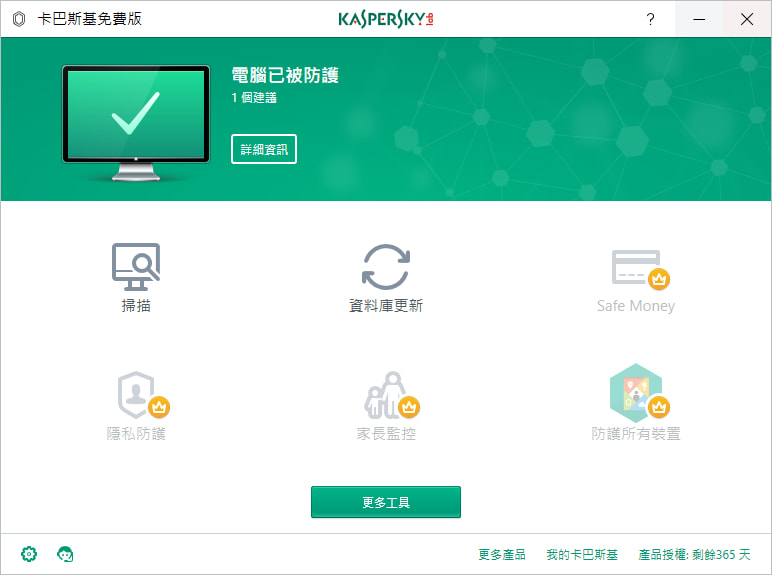 卡巴斯基免費版
KASPERSKY
?
電腦已被防護
1 個建議
詳細資訊
掃描
資料庫更新
Safe Money
隱私防護
家長監控
防護所有裝置
更多工具
更多產品
我的卡巴斯基
產品授權: 剩餘365 天